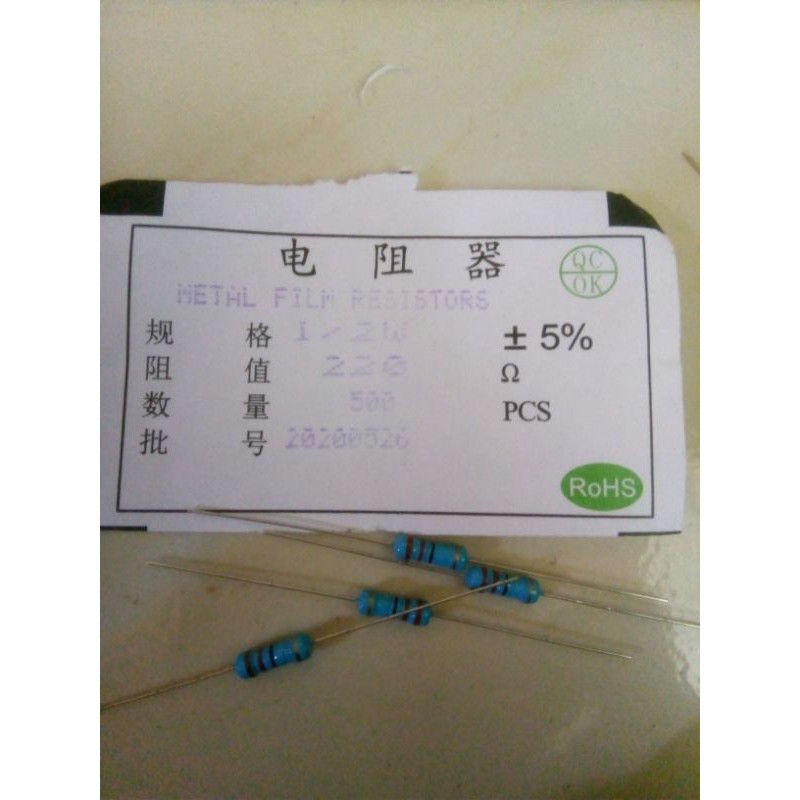 电阻器
QC
OK
METAL FILM RESISTORS
规格 1/2W ± 5%
阻值 220 Ω
数量 500 PCS
批号 20200526
RoHS